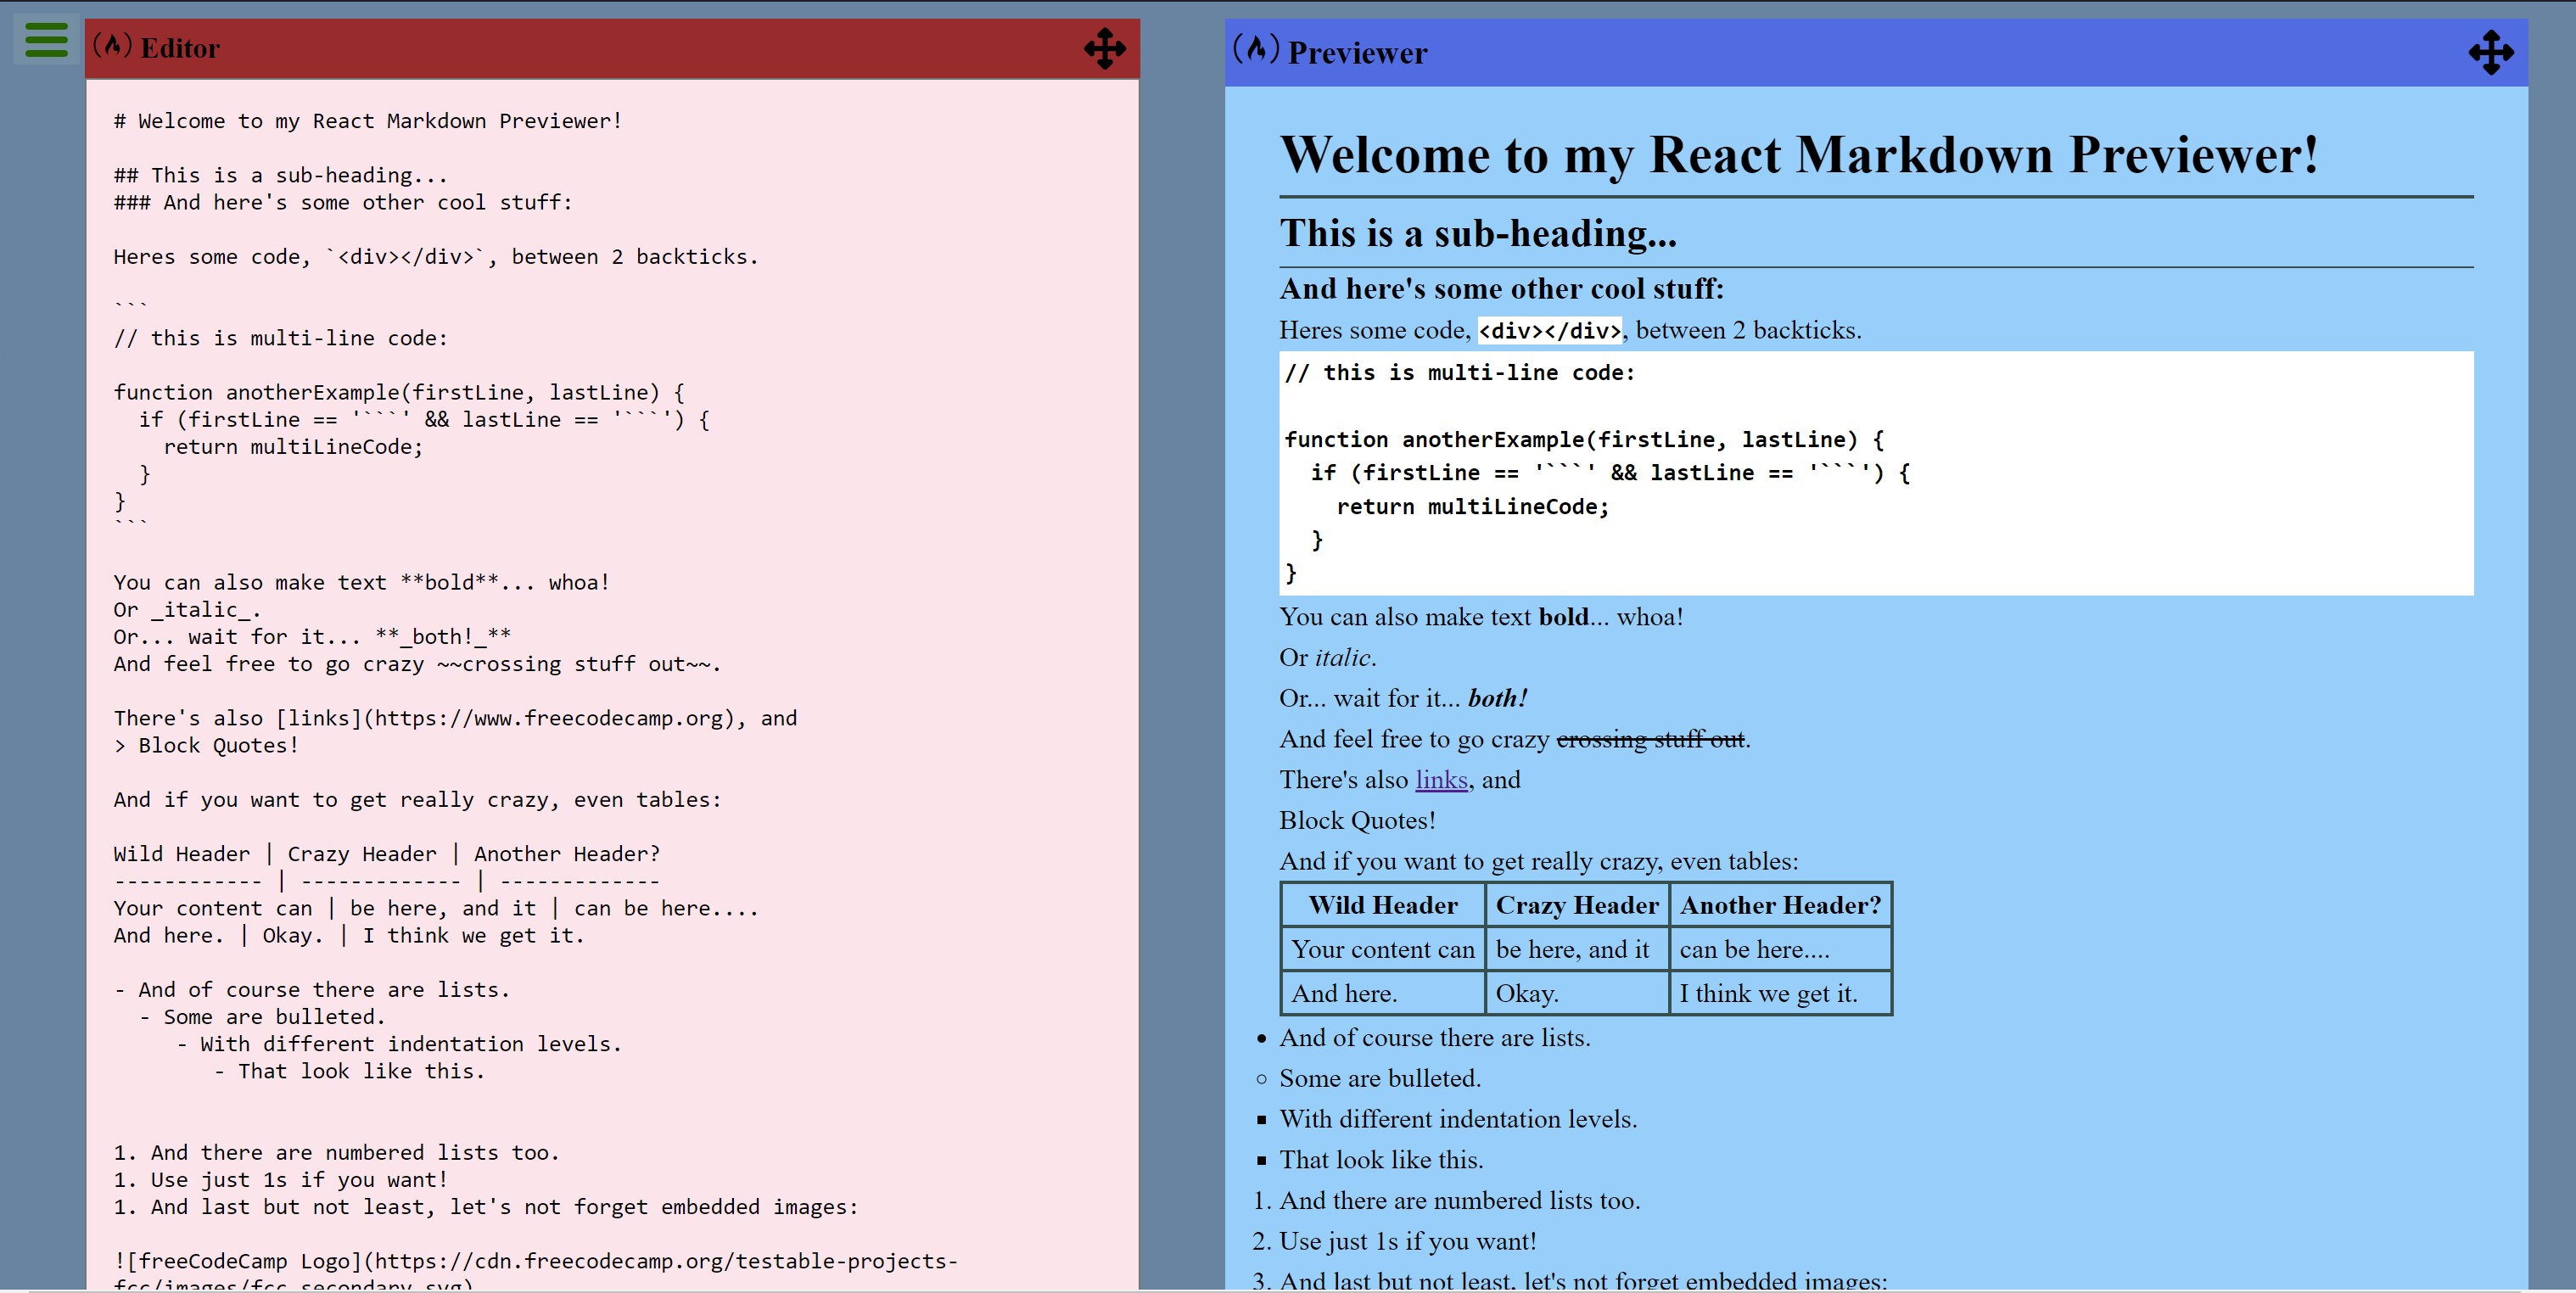 Editor
# Welcome to my React Markdown Previewer!
## This is a sub-heading...
### And here's some other cool stuff:
Heres some code, `<div></div>`, between 2 backticks.
```
// this is multi-line code:
function anotherExample(firstLine, lastLine) {
  if (firstLine == '```' && lastLine == '```') {
    return multiLineCode;
  }
}
```
You can also make text **bold**... whoa!
Or _italic_.
Or... wait for it... **_both!_**
And feel free to go crazy ~~crossing stuff out~~.
There's also [links](https://www.freecodecamp.org), and
> Block Quotes!
And if you want to get really crazy, even tables:
Wild Header | Crazy Header | Another Header?
------------ | ------------- | -------------
Your content can | be here, and it | can be here....
And here. | Okay. | I think we get it.
- And of course there are lists.
  - Some are bulleted.
     - With different indentation levels.
        - That look like this.
1. And there are numbered lists too.
1. Use just 1s if you want!
1. And last but not least, let's not forget embedded images:
![freeCodeCamp Logo](https://cdn.freecodecamp.org/testable-projects-
fcc/images/fcc_secondary.svg)
Previewer
Welcome to my React Markdown Previewer!
This is a sub-heading...
And here's some other cool stuff:
Heres some code, <div></div>, between 2 backticks.
// this is multi-line code:
function anotherExample(firstLine, lastLine) {
  if (firstLine == '```' && lastLine == '```') {
    return multiLineCode;
  }
}
You can also make text bold... whoa!
Or italic.
Or... wait for it... both!
And feel free to go crazy crossing stuff out.
There's also links, and
Block Quotes!
And if you want to get really crazy, even tables:
Wild Header Crazy Header Another Header?
Your content can be here, and it can be here....
And here. Okay. I think we get it.
• And of course there are lists.
◦ Some are bulleted.
▪ With different indentation levels.
▪ That look like this.
1. And there are numbered lists too.
2. Use just 1s if you want!
3. And last but not least, let's not forget embedded images: